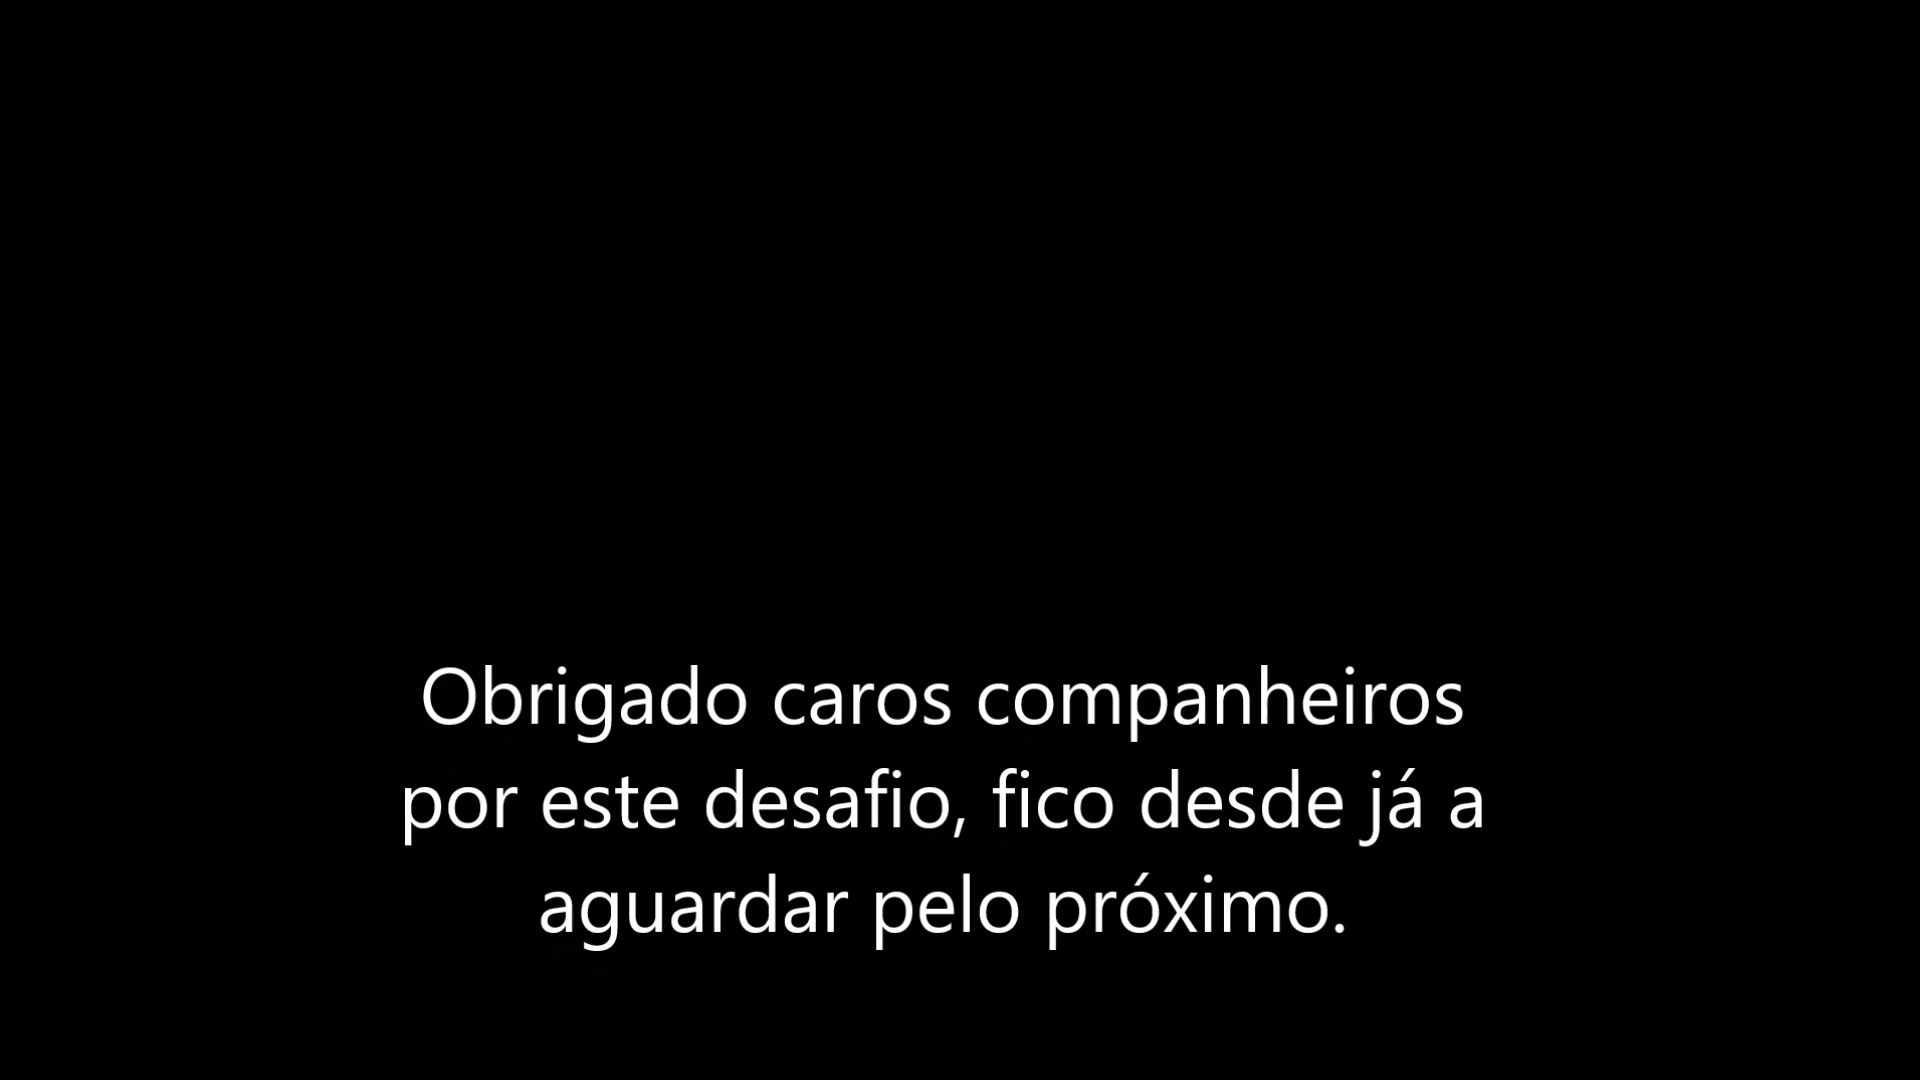 Obrigado caros companheiros
por este desafio, fico desde já a
aguardar pelo próximo.